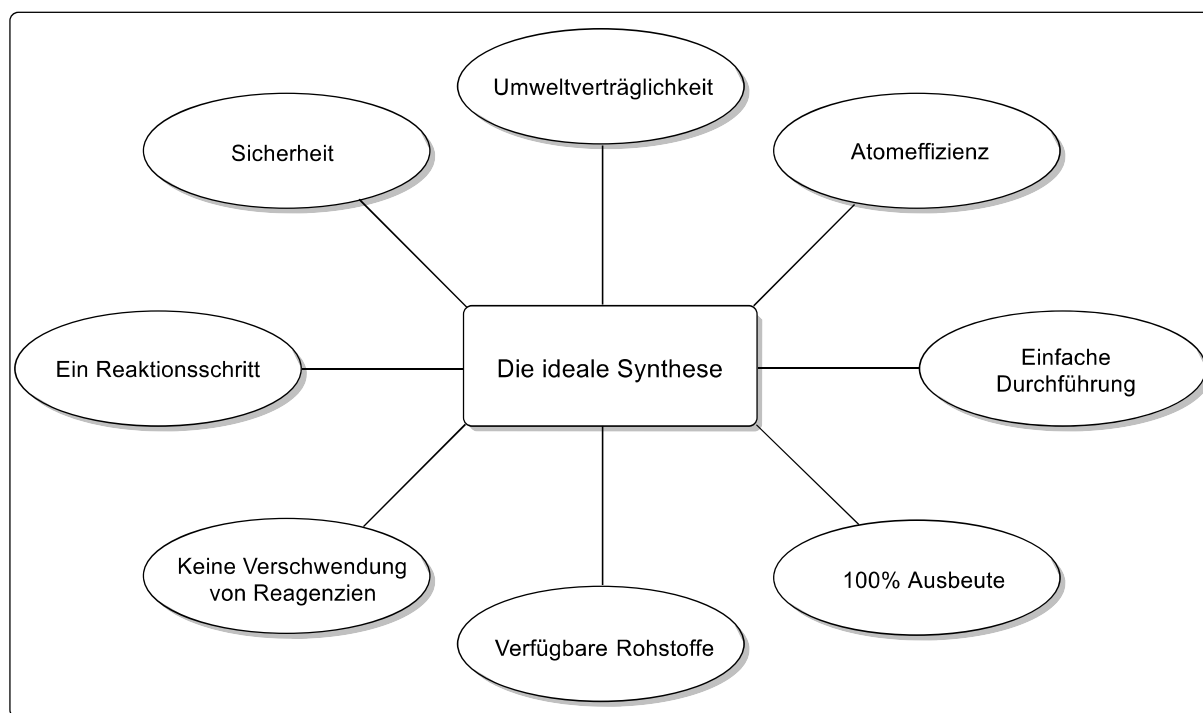 Umweltverträglichkeit
Sicherheit
Atomeffizienz
Ein Reaktionsschritt
Die ideale Synthese
Einfache
Durchführung
Keine Verschwendung
von Reagenzien
100% Ausbeute
Verfügbare Rohstoffe